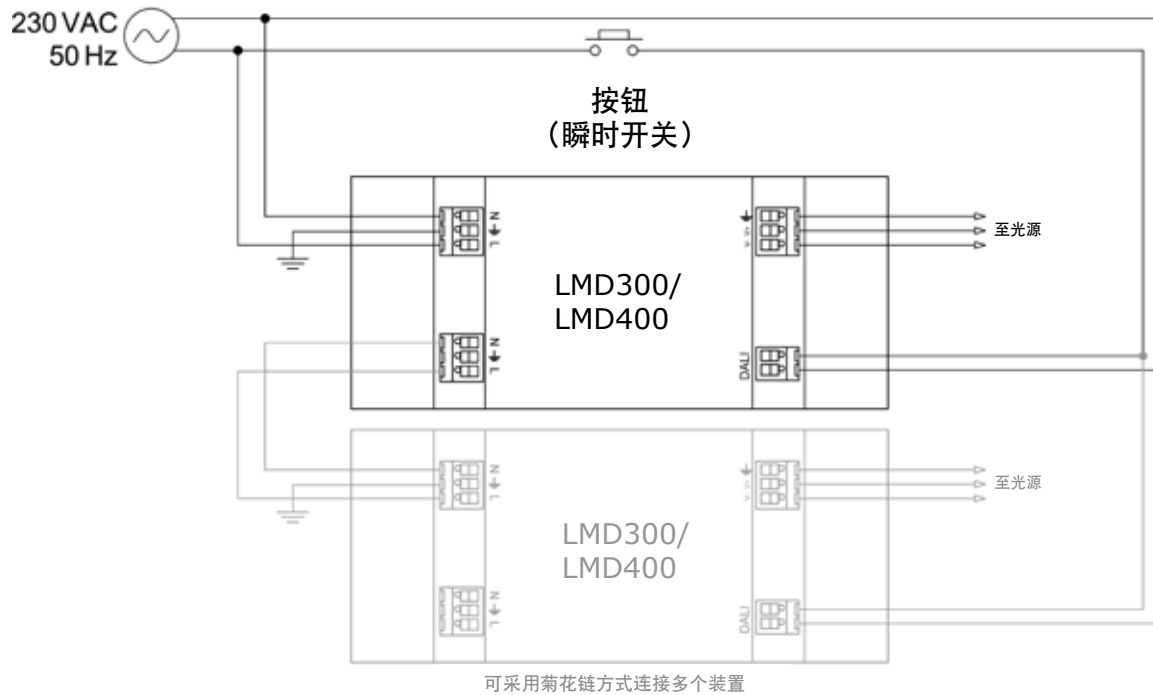 230 VAC
50 Hz
按钮
（瞬时开关）
N
L
V+
V-
至光源
LMD300/
LMD400
N
L
DALI
N
L
V+
V-
至光源
LMD300/
LMD400
N
L
DALI
可采用菊花链方式连接多个装置